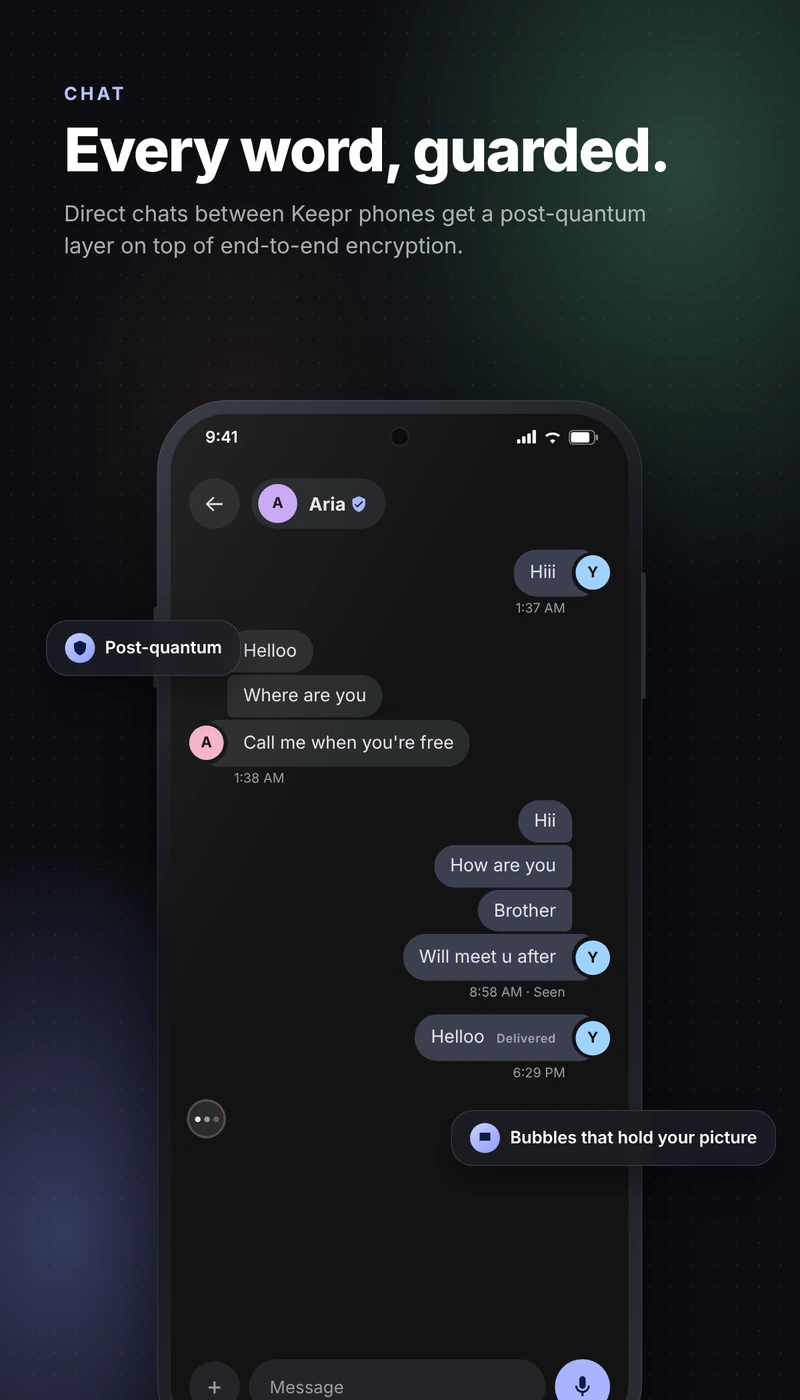 CHAT
Every word, guarded.
Direct chats between Keepr phones get a post-quantum
layer on top of end-to-end encryption.
9:41
A Aria
Hiii Y
1:37 AM
Post-quantum
Helloo
Where are you
A Call me when you're free
1:38 AM
Hii
How are you
Brother
Will meet u after Y
8:58 AM · Seen
Helloo Delivered Y
6:29 PM
Bubbles that hold your picture
Message